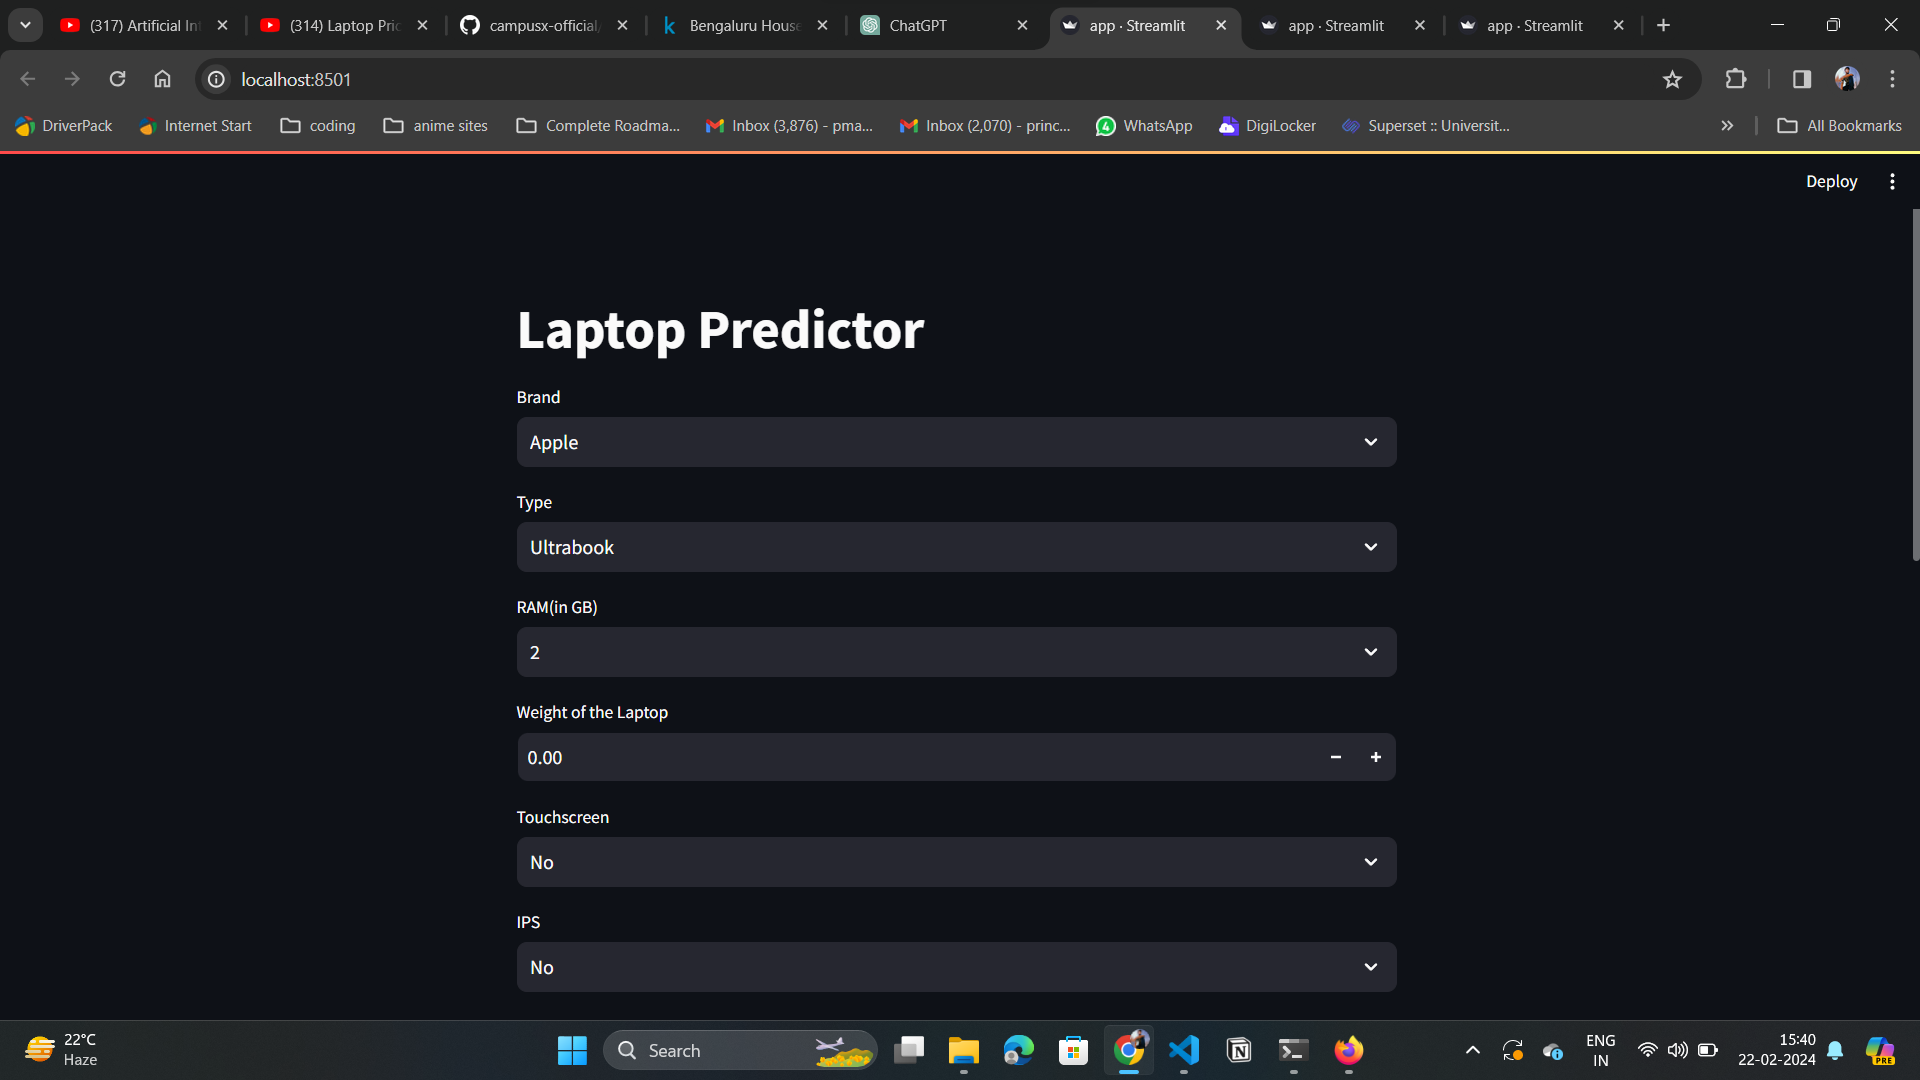 (317) Artificial Int
(314) Laptop Pric
campusx-official/
Bengaluru House
ChatGPT
app · Streamlit
app · Streamlit
app · Streamlit
localhost:8501
DriverPack
Internet Start
coding
anime sites
Complete Roadma...
Inbox (3,876) - pma...
Inbox (2,070) - princ...
WhatsApp
DigiLocker
Superset :: Universit...
All Bookmarks
Deploy
Laptop Predictor
Brand
Apple
Type
Ultrabook
RAM(in GB)
2
Weight of the Laptop
0.00
Touchscreen
No
IPS
No
22°C
Haze
Search
ENG
IN
15:40
22-02-2024
PRE